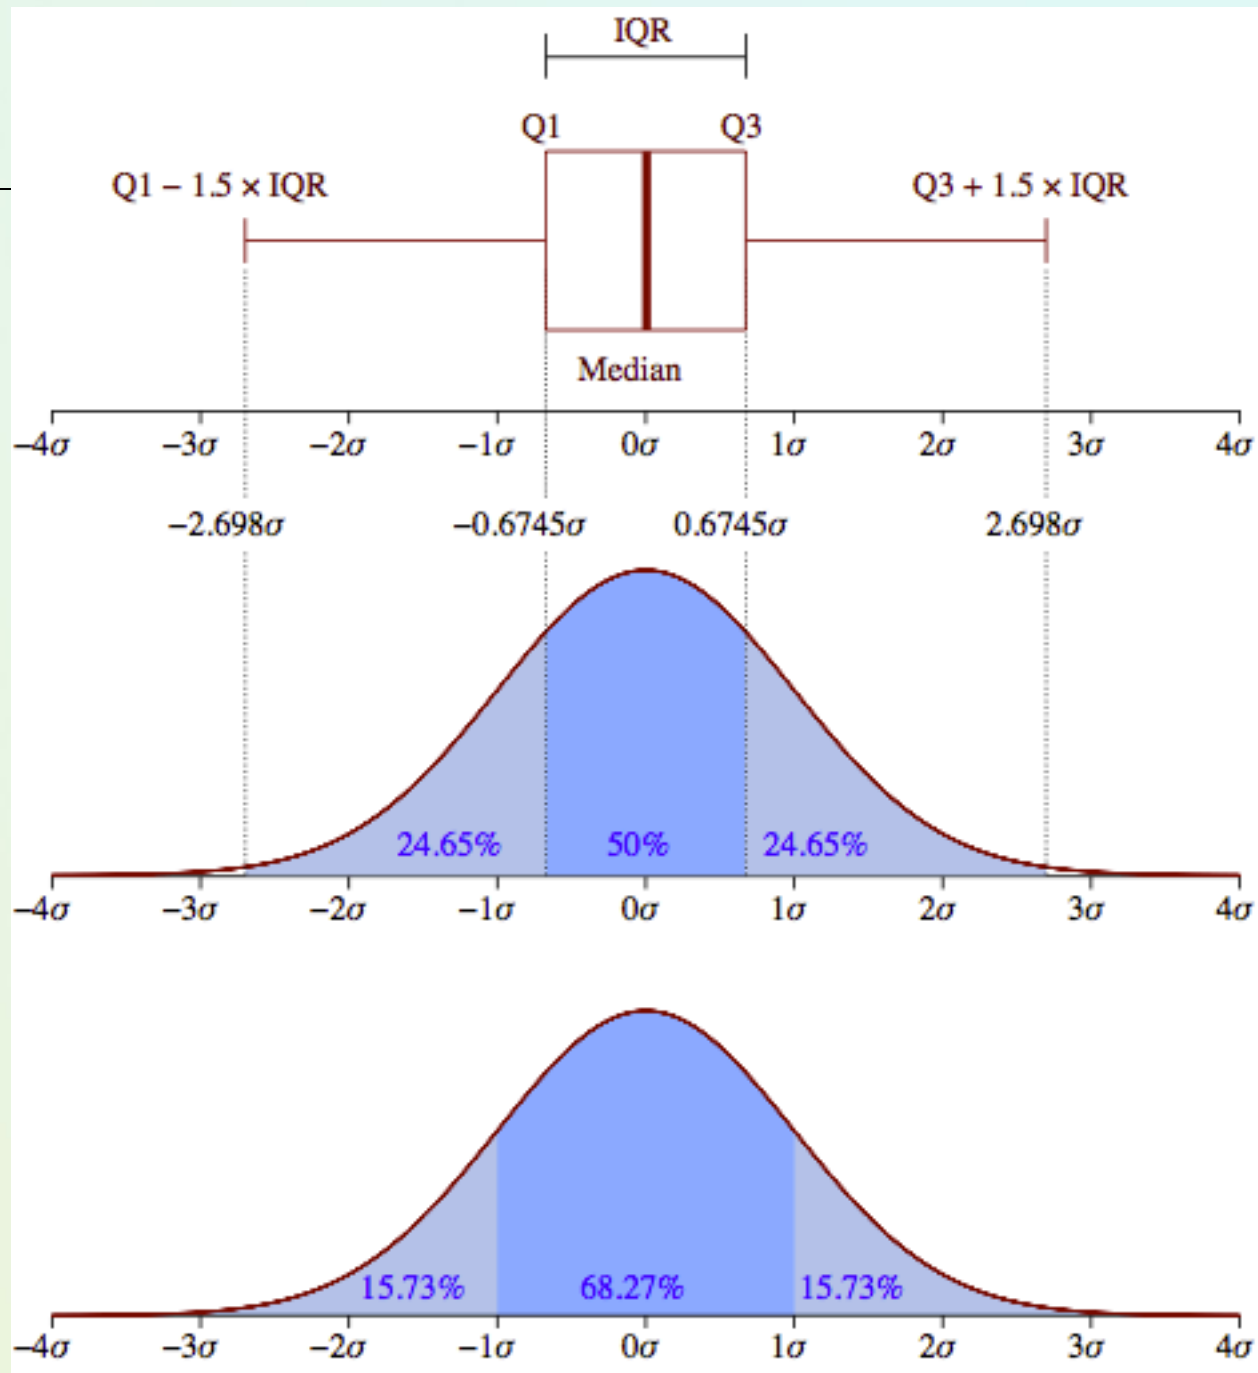 IQR
Q1 Q3
Q1 − 1.5 × IQR Q3 + 1.5 × IQR
Median
−4σ −3σ −2σ −1σ 0σ 1σ 2σ 3σ 4σ
−2.698σ −0.6745σ 0.6745σ 2.698σ
24.65% 50% 24.65%
−4σ −3σ −2σ −1σ 0σ 1σ 2σ 3σ 4σ
15.73% 68.27% 15.73%
−4σ −3σ −2σ −1σ 0σ 1σ 2σ 3σ 4σ